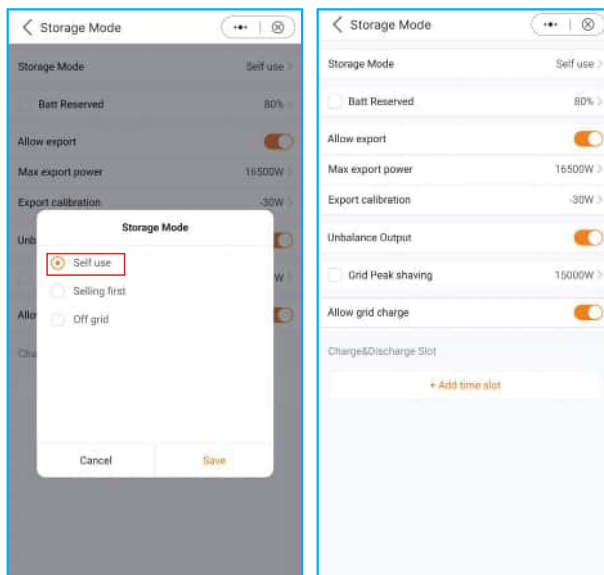 Storage Mode
Storage Mode Self use >
Batt Reserved 80% >
Allow export
Max export power 16500W >
Export calibration -30W >
Unb
W >
Allo
Cha
Storage Mode
Self use
Selling first
Off grid
Cancel Save
Storage Mode
Storage Mode Self use >
Batt Reserved 80% >
Allow export
Max export power 16500W >
Export calibration -30W >
Unbalance Output
Grid Peak shaving 15000W >
Allow grid charge
Charge&Discharge Slot
+ Add time slot